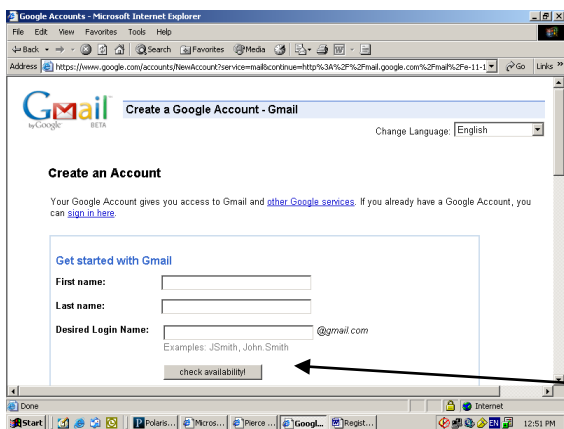 Google Accounts - Microsoft Internet Explorer
File Edit View Favorites Tools Help
Back Search Favorites Media
Address https://www.google.com/accounts/NewAccount?service=mail&continue=http%3A%2F%2Fmail.google.com%2Fmail%2Fe-11-1 Go Links »
Gmail
by Google BETA
Create a Google Account - Gmail
Change Language: English
Create an Account
Your Google Account gives you access to Gmail and other Google services. If you already have a Google Account, you
can sign in here.
Get started with Gmail
First name:
Last name:
Desired Login Name: @gmail.com
Examples: JSmith, John.Smith
check availability!
Done Internet
Start Polaris... Micros... Pierce ... Googl... Regist... EN 12:51 PM